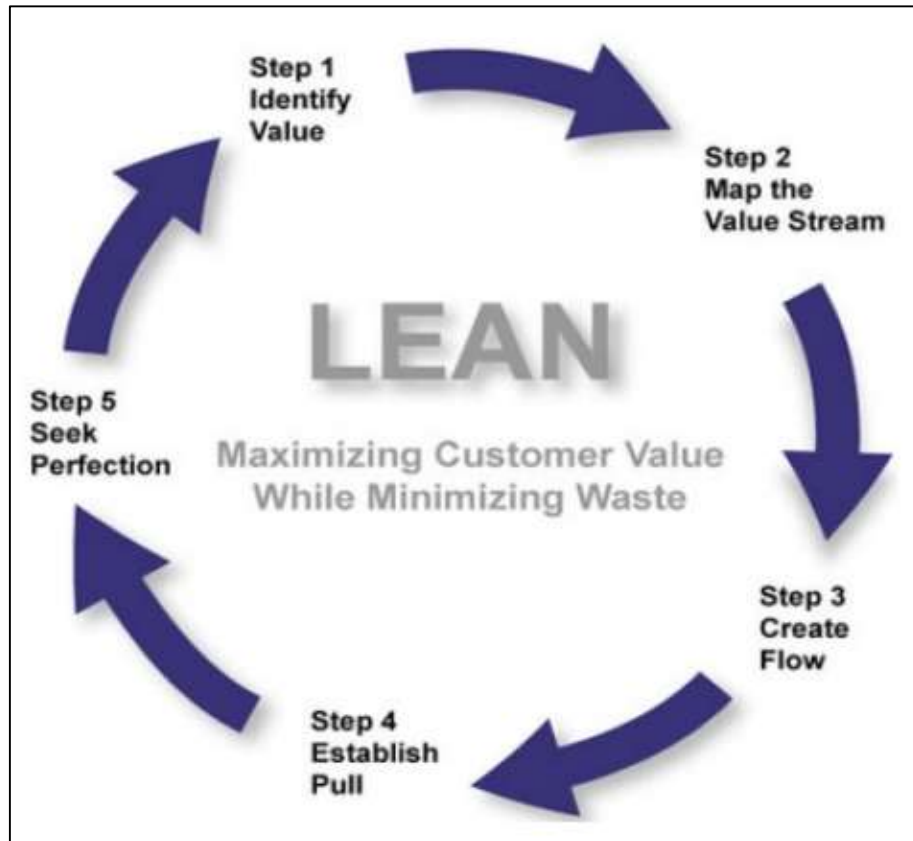 Step 1
Identify
Value
Step 2
Map the
Value Stream
LEAN
Maximizing Customer Value
While Minimizing Waste
Step 3
Create
Flow
Step 4
Establish
Pull
Step 5
Seek
Perfection